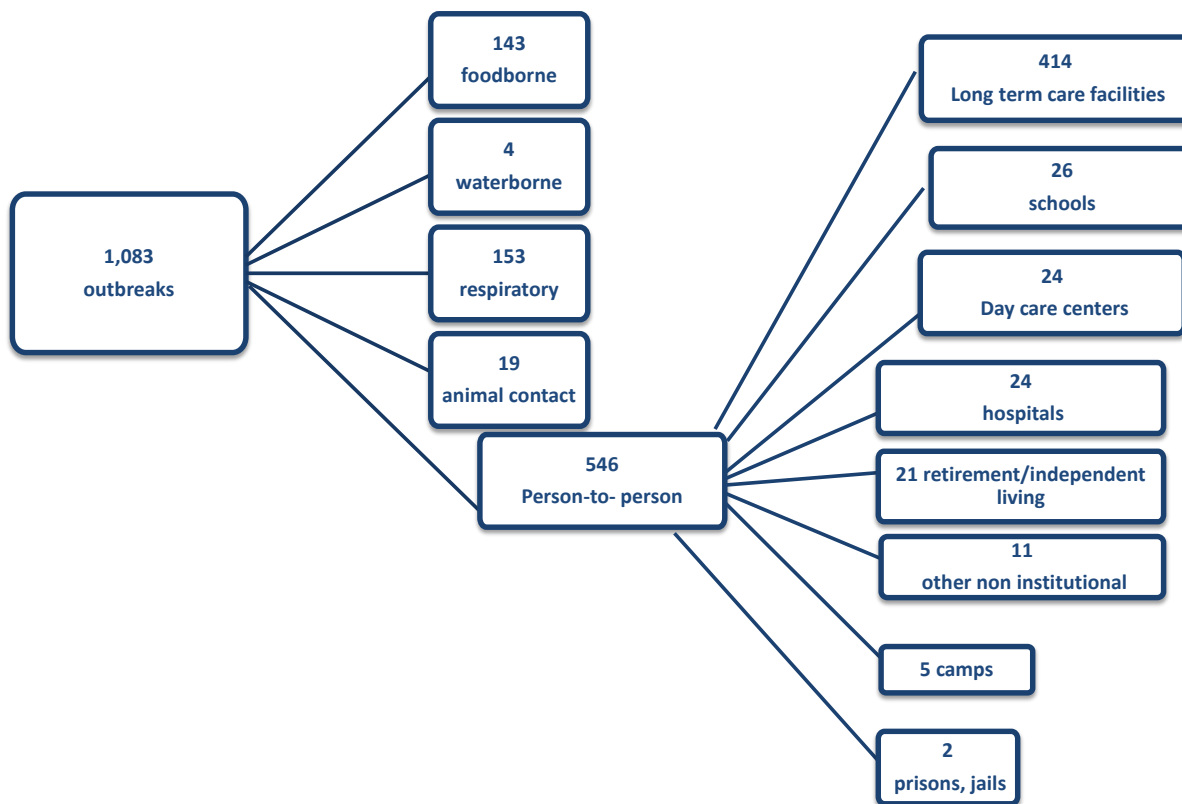 1,083
outbreaks
143
foodborne
4
waterborne
153
respiratory
19
animal contact
546
Person-to- person
414
Long term care facilities
26
schools
24
Day care centers
24
hospitals
21 retirement/independent
living
11
other non institutional
5 camps
2
prisons, jails